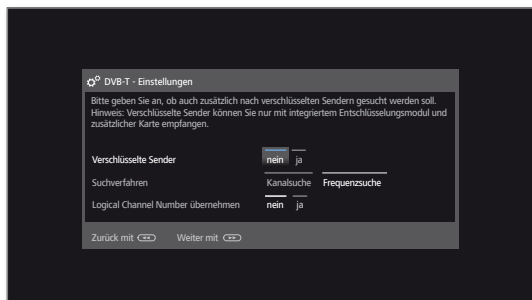 DVB-T - Einstellungen
Bitte geben Sie an, ob auch zusätzlich nach verschlüsselten Sendern gesucht werden soll.
Hinweis: Verschlüsselte Sender können Sie nur mit integriertem Entschlüsselungsmodul und
zusätzlicher Karte empfangen.
Verschlüsselte Sender nein ja
Suchverfahren Kanalsuche Frequenzsuche
Logical Channel Number übernehmen nein ja
Zurück mit Weiter mit